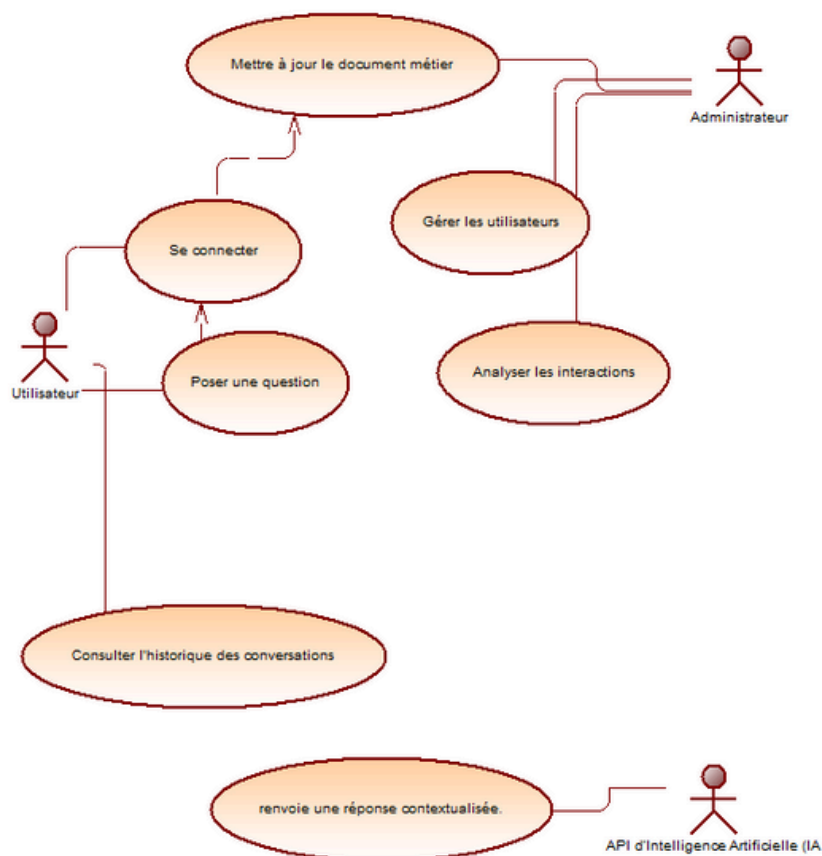 Mettre à jour le document métier
Administrateur
Gérer les utilisateurs
Se connecter
Utilisateur
Poser une question
Analyser les interactions
Consulter l'historique des conversations
renvoie une réponse contextualisée.
API d'Intelligence Artificielle (IA